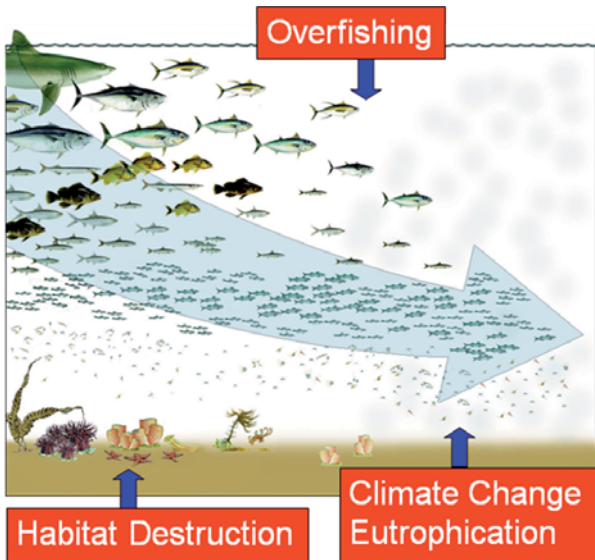 Overfishing
Habitat Destruction
Climate Change
Eutrophication